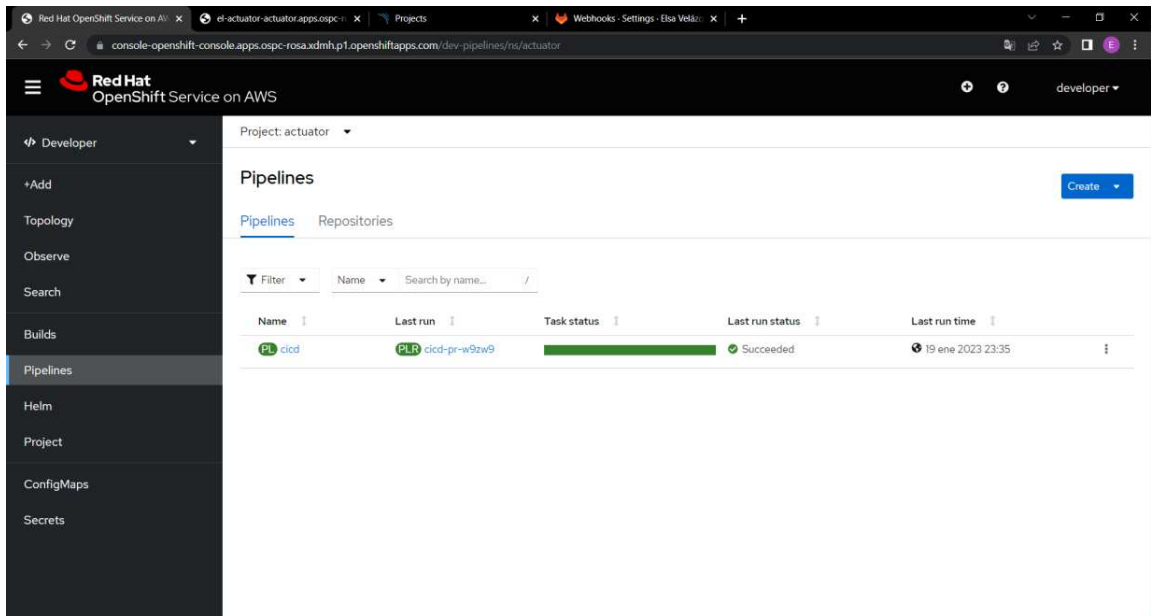 Red Hat OpenShift Service on AW
el-actuator-actuator.apps.ospc-r
Projects
Webhooks · Settings · Elsa Veláz
console-openshift-console.apps.ospc-rosa.xdmh.p1.openshiftapps.com/dev-pipelines/ns/actuator
E
Red Hat
OpenShift Service on AWS
developer
Developer
Project: actuator
+Add
Pipelines
Create
Topology
Pipelines Repositories
Observe
Filter Name Search by name... /
Search
Name Last run Task status Last run status Last run time
Builds
PL cicd PLR cicd-pr-w9zw9 Succeeded 19 ene 2023 23:35
Pipelines
Helm
Project
ConfigMaps
Secrets